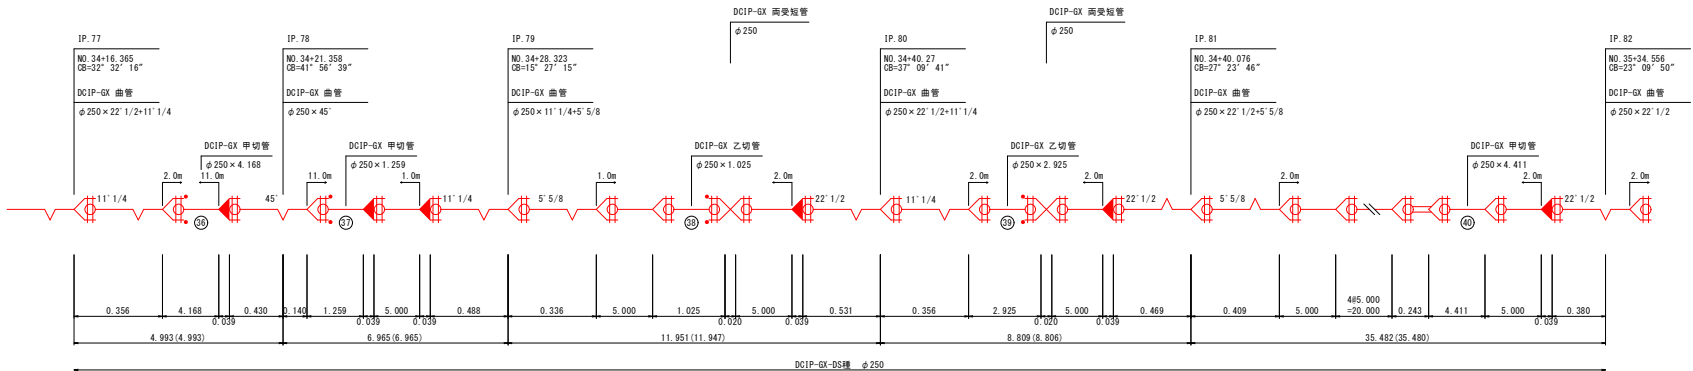 DCIP-GX 両受短管
φ250
DCIP-GX 両受短管
φ250
IP.77
NO.34+16.365
CB=32° 32′ 16″
DCIP-GX 曲管
φ250×22°1/2+11°1/4
IP.78
NO.34+21.358
CB=41° 56′ 39″
DCIP-GX 曲管
φ250×45°
IP.79
NO.34+28.323
CB=15° 27′ 15″
DCIP-GX 曲管
φ250×11°1/4+5°5/8
IP.80
NO.34+40.27
CB=37° 09′ 41″
DCIP-GX 曲管
φ250×22°1/2+11°1/4
IP.81
NO.34+40.076
CB=27° 23′ 46″
DCIP-GX 曲管
φ250×22°1/2+5°5/8
IP.82
NO.35+34.556
CB=23° 09′ 50″
DCIP-GX 曲管
φ250×22°1/2
DCIP-GX 甲切管
φ250×4.168
DCIP-GX 甲切管
φ250×1.259
DCIP-GX 乙切管
φ250×1.025
DCIP-GX 乙切管
φ250×2.925
DCIP-GX 甲切管
φ250×4.411
2.0m 11.0m 11.0m 1.0m 1.0m 2.0m 2.0m 2.0m 2.0m 2.0m 2.0m
11°1/4 45° 11°1/4 5°5/8 22°1/2 11°1/4 22°1/2 5°5/8 22°1/2
36 37 38 39 40
4@5.000
0.356 4.168 0.430 0.140 1.259 5.000 0.488 0.336 5.000 1.025 5.000 0.531 0.356 2.925 5.000 0.469 0.409 5.000 =20.000 0.243 4.411 5.000 0.380
0.039 0.039 0.039 0.020 0.039 0.020 0.039 0.039
4.993(4.993) 6.965(6.965) 11.951(11.947) 8.809(8.806) 35.482(35.480)
DCIP-GX-DS種 φ250